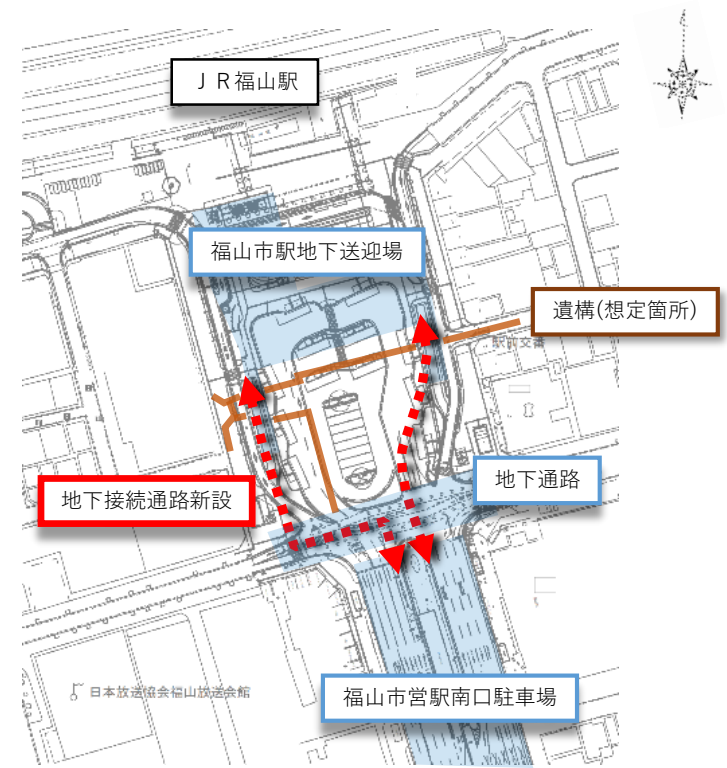 ＪＲ福山駅
福山市駅地下送迎場
遺構(想定箇所)
駅前交番
地下接続通路新設
地下通路
日本放送協会福山放送会館
福山市営駅南口駐車場